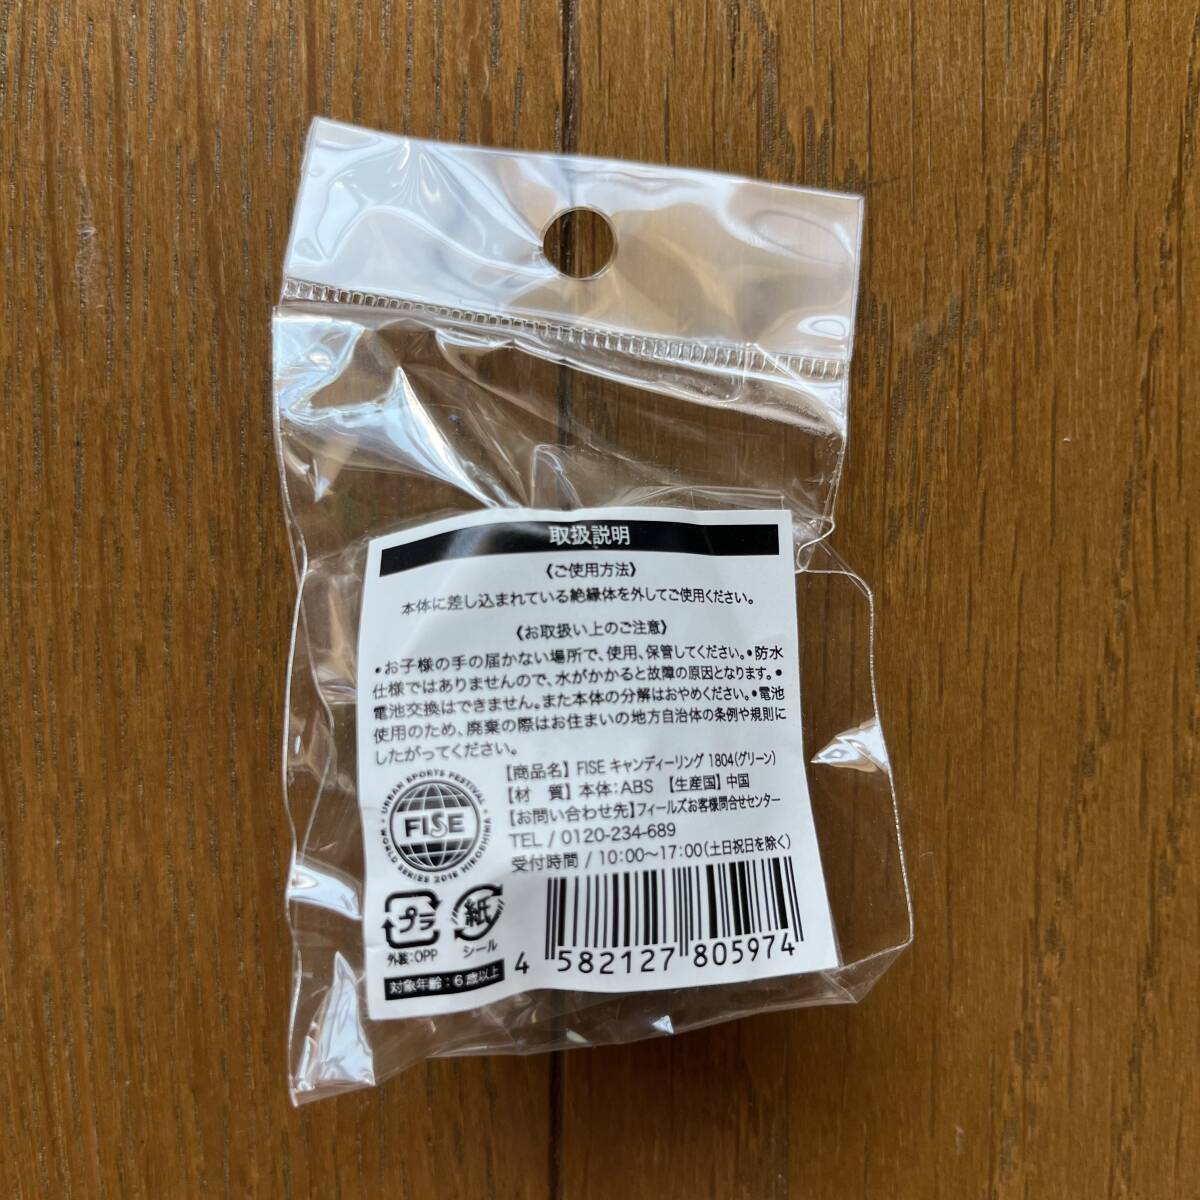 取扱説明
《ご使用方法》
本体に差し込まれている絶縁体を外してご使用ください。
《お取扱い上のご注意》
•お子様の手の届かない場所で、使用、保管してください。•防水
仕様ではありませんので、水がかかると故障の原因となります。•
電池交換はできません。また本体の分解はおやめください。•電池
使用のため、廃棄の際はお住まいの地方自治体の条例や規則に
したがってください。
【商品名】 FISE キャンディーリング 1804(グリーン)
【材　質】 本体:ABS 【生産国】 中国
【お問い合わせ先】フィールズお客様問合せセンター
TEL / 0120-234-689
受付時間 / 10:00〜17:00(土日祝日を除く)
URBAN SPORTS FESTIVAL
FISE
WORLD SERIES 2018 HIROSHIMA
プラ
外装:OPP
紙
シール
対象年齢:6歳以上
4 582127 805974